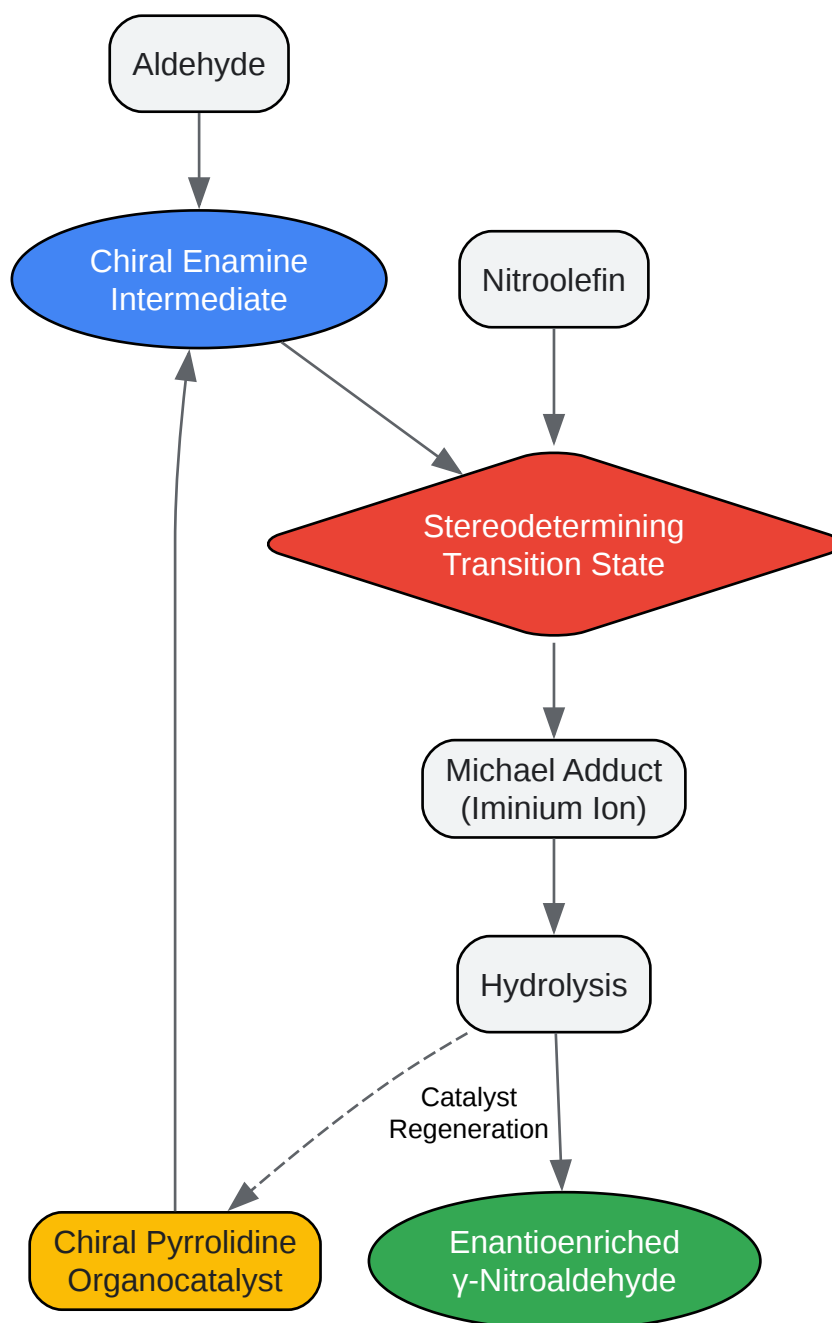 Aldehyde
Chiral Enamine
Intermediate
Nitroolefin
Stereodetermining
Transition State
Michael Adduct
(Iminium Ion)
Hydrolysis
Catalyst
Regeneration
Chiral Pyrrolidine
Organocatalyst
Enantioenriched
γ-Nitroaldehyde